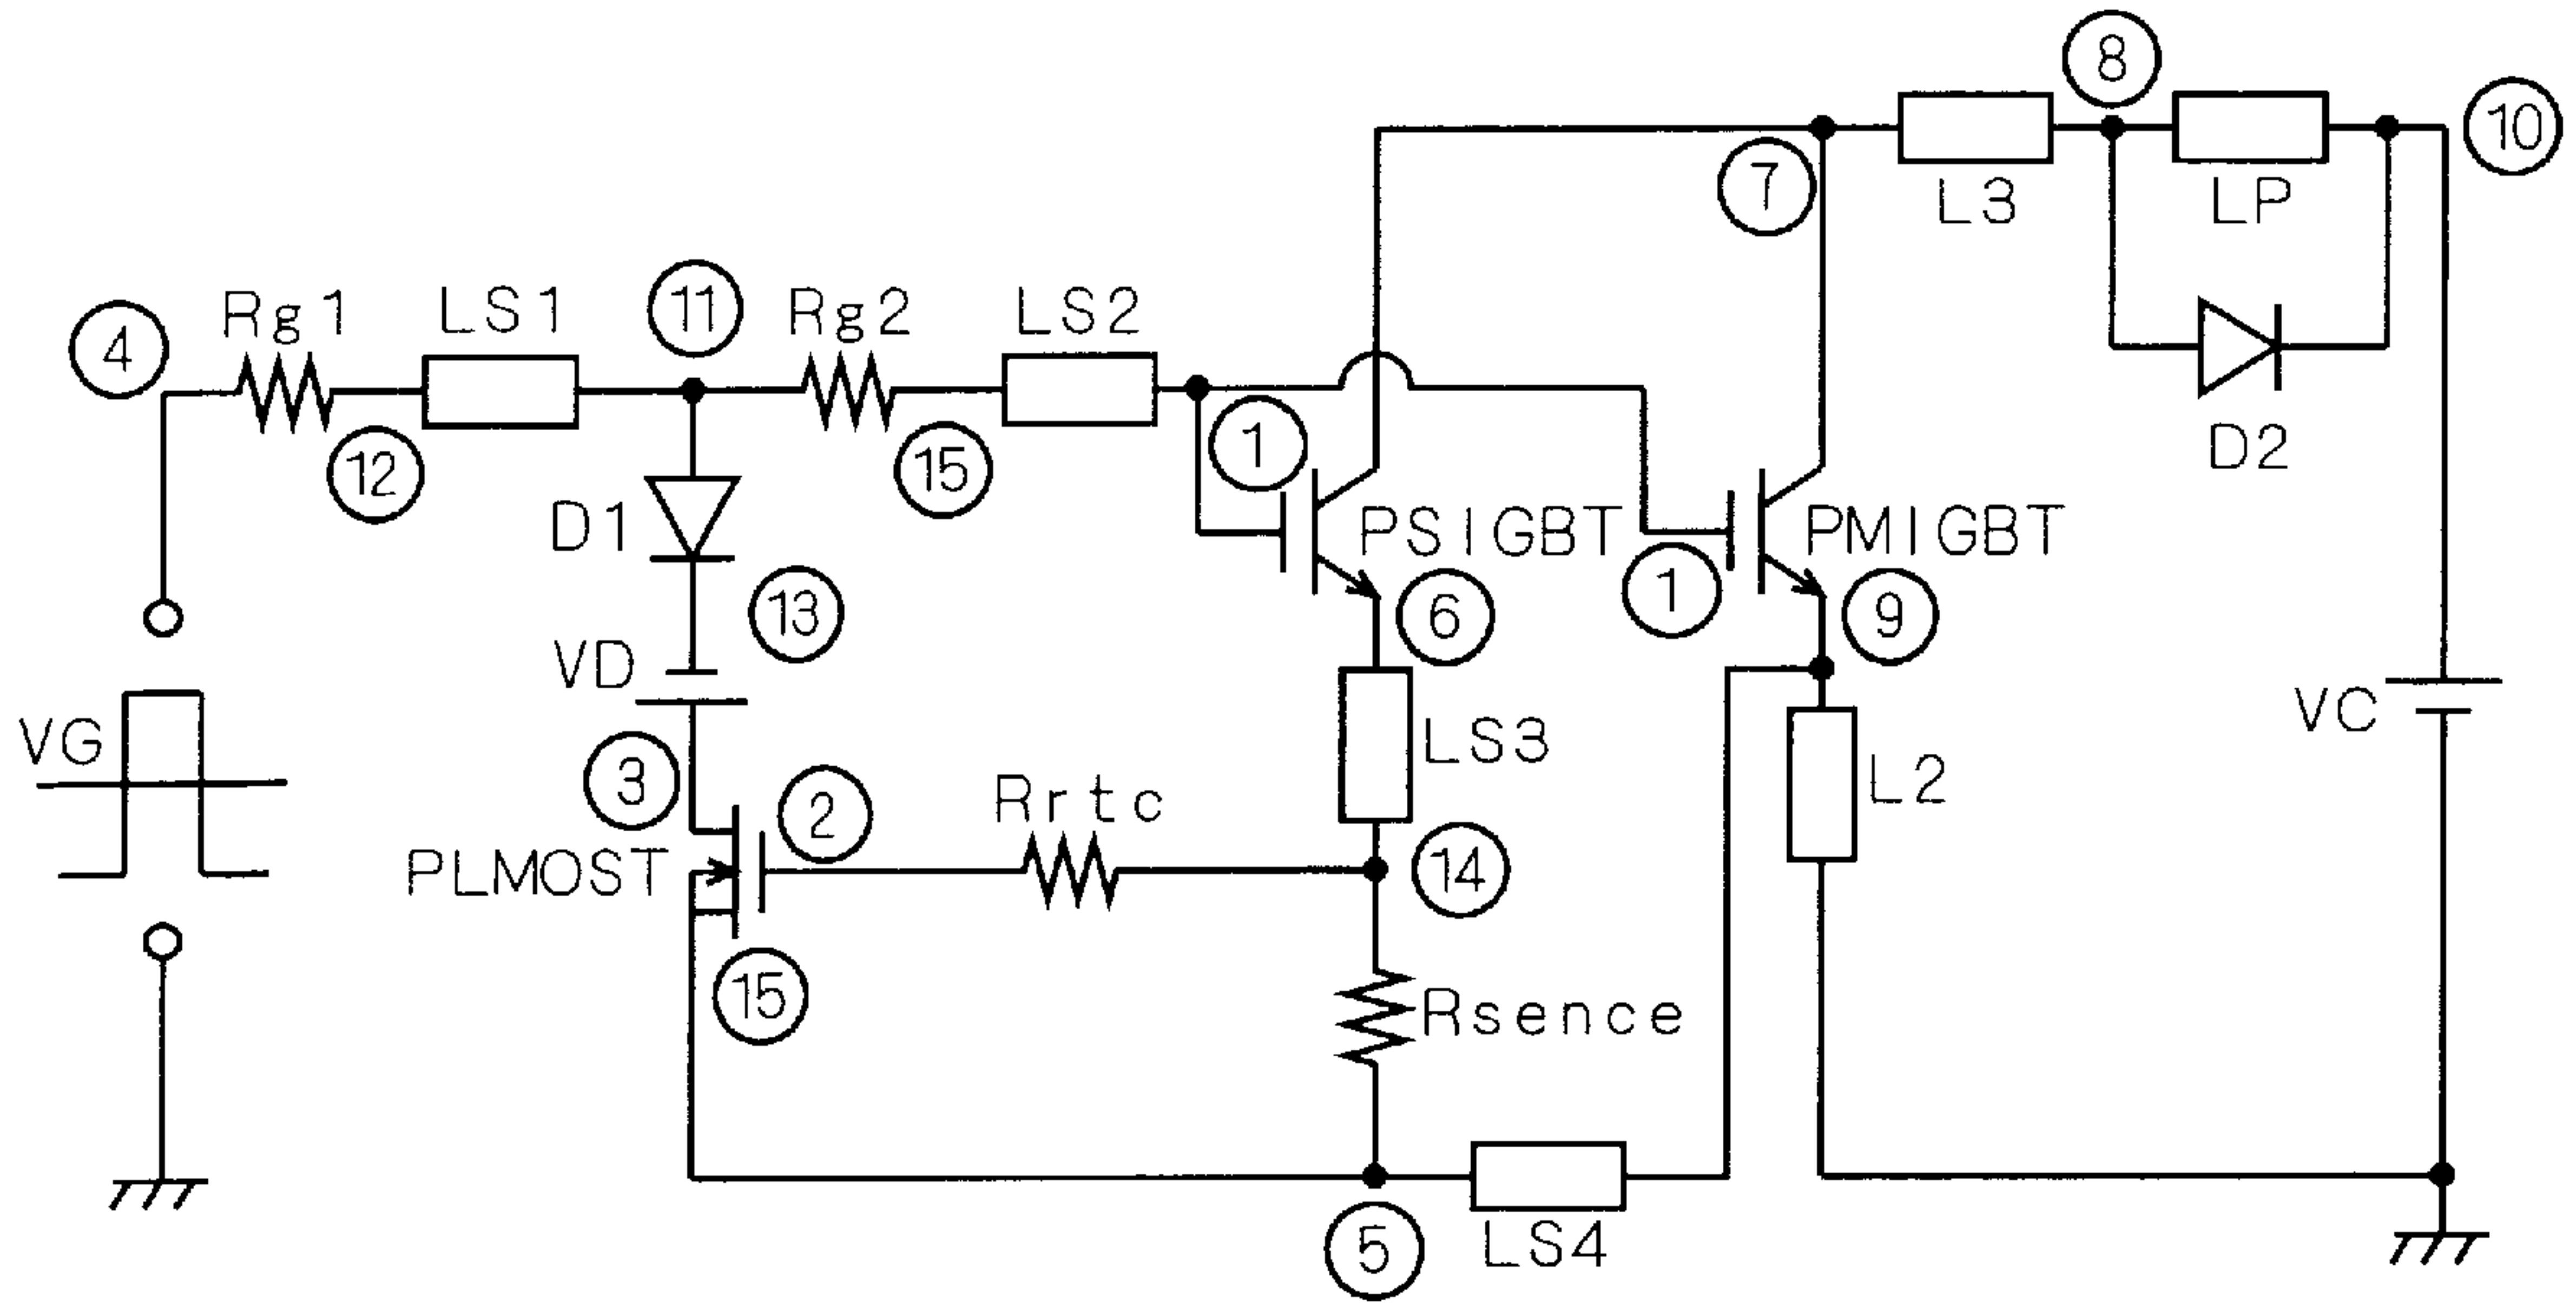 8
10
7
L3
LP
4
Rg1
LS1
11
Rg2
LS2
12
15
1
D2
D1
PSIGBT
PMIGBT
13
6
1
9
VD
VG
3
2
Rrtc
LS3
L2
VC
PLMOST
14
15
Rsence
5
LS4